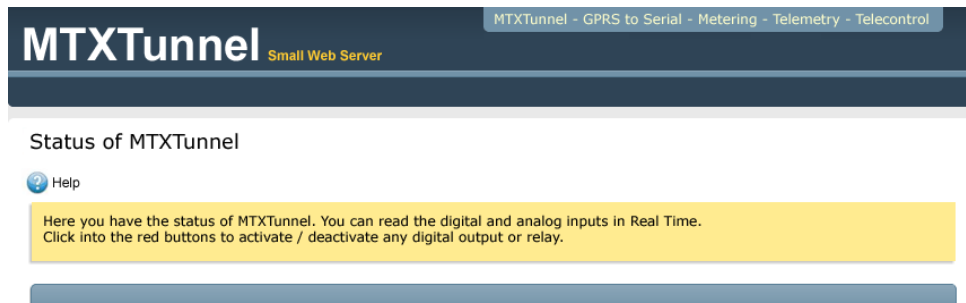 MTXTunnel - GPRS to Serial - Metering - Telemetry - Telecontrol
MTXTunnel Small Web Server
Status of MTXTunnel
Help
Here you have the status of MTXTunnel. You can read the digital and analog inputs in Real Time.
Click into the red buttons to activate / deactivate any digital output or relay.